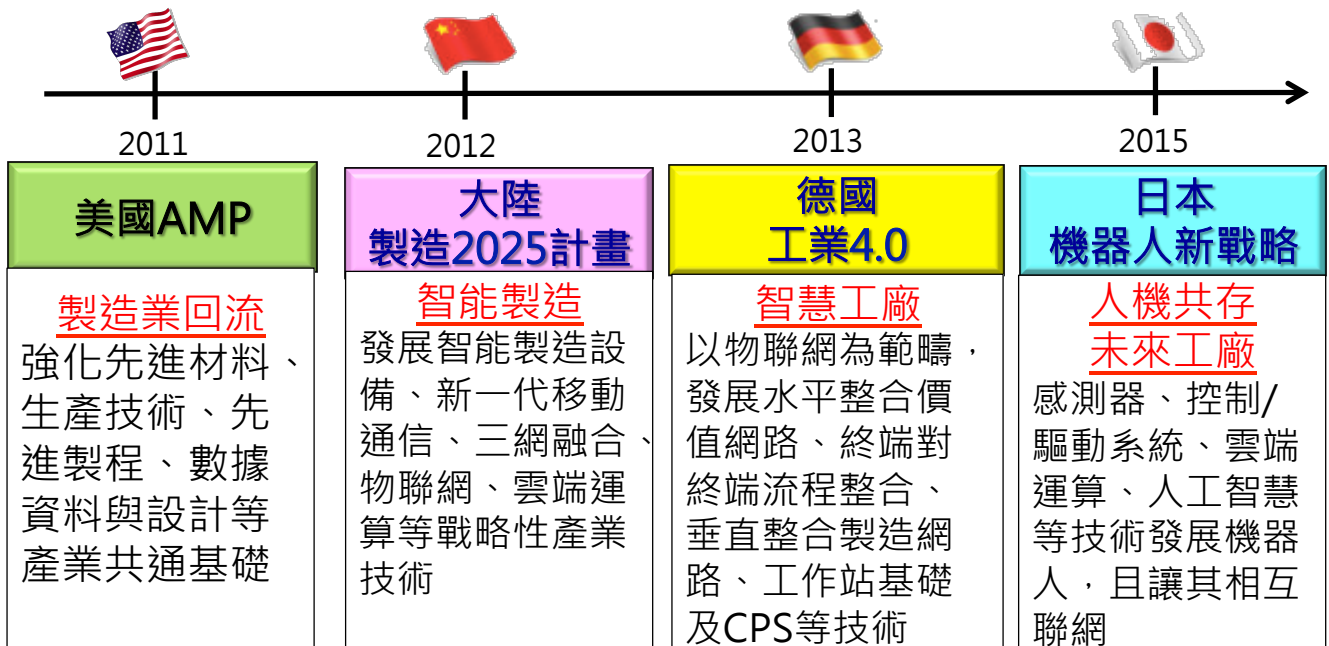 2011
2012
2013
2015
美國AMP
製造業回流
強化先進材料、
生產技術、先
進製程、數據
資料與設計等
產業共通基礎
大陸
製造2025計畫
智能製造
發展智能製造設
備、新一代移動
通信、三網融合、
物聯網、雲端運
算等戰略性產業
技術
德國
工業4.0
智慧工廠
以物聯網為範疇，
發展水平整合價
值網路、終端對
終端流程整合、
垂直整合製造網
路、工作站基礎
及CPS等技術
日本
機器人新戰略
人機共存
未來工廠
感測器、控制/
驅動系統、雲端
運算、人工智慧
等技術發展機器
人，且讓其相互
聯網